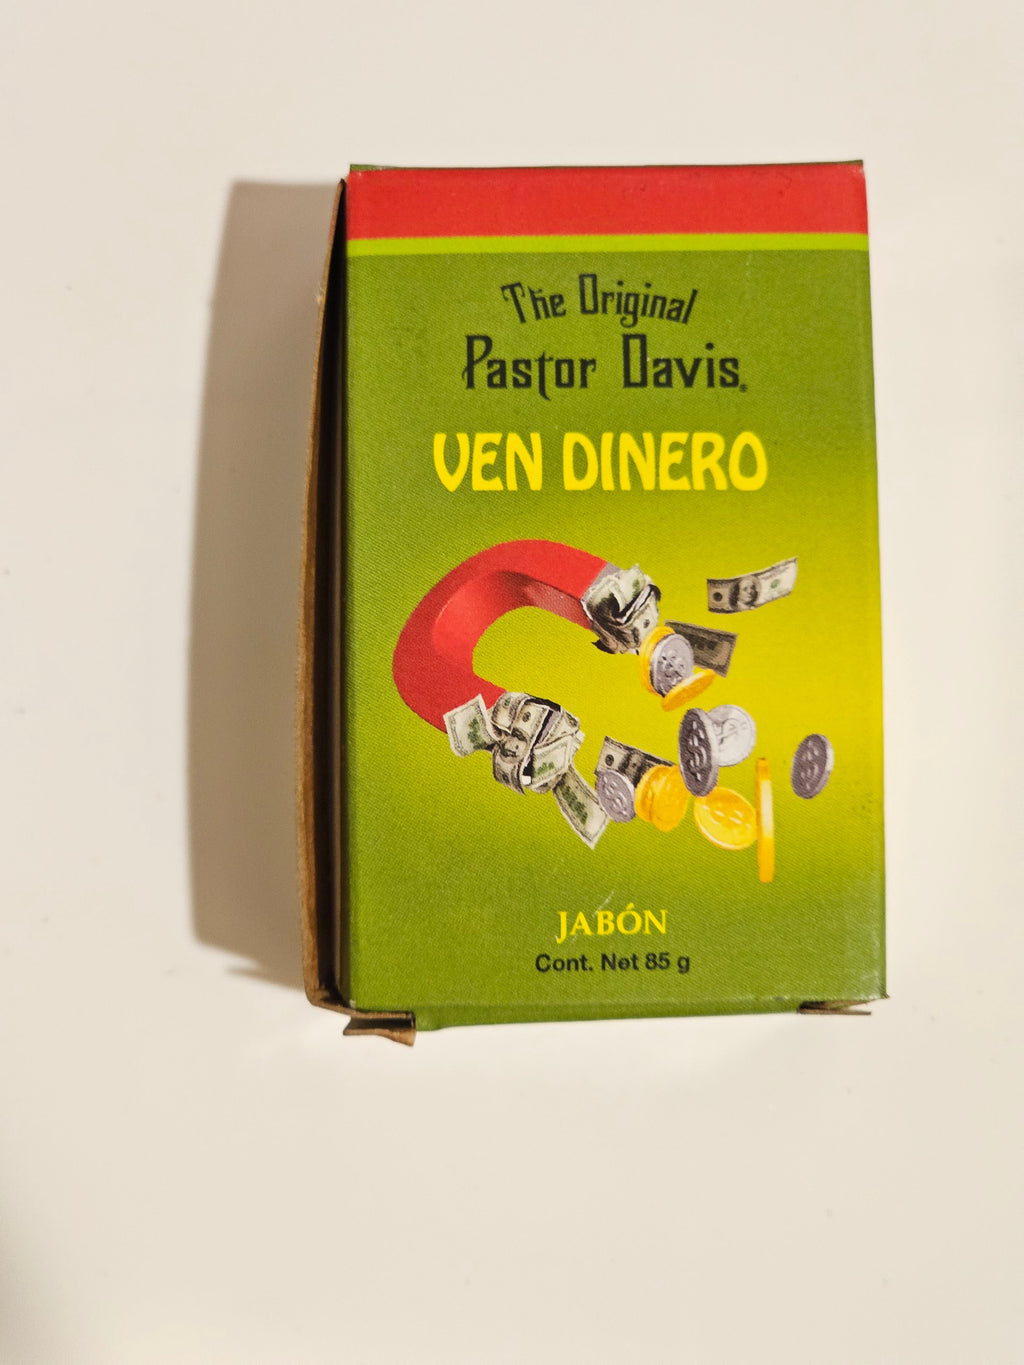 The Original
Pastor Davis®
VEN DINERO
JABÓN
Cont. Net 85 g